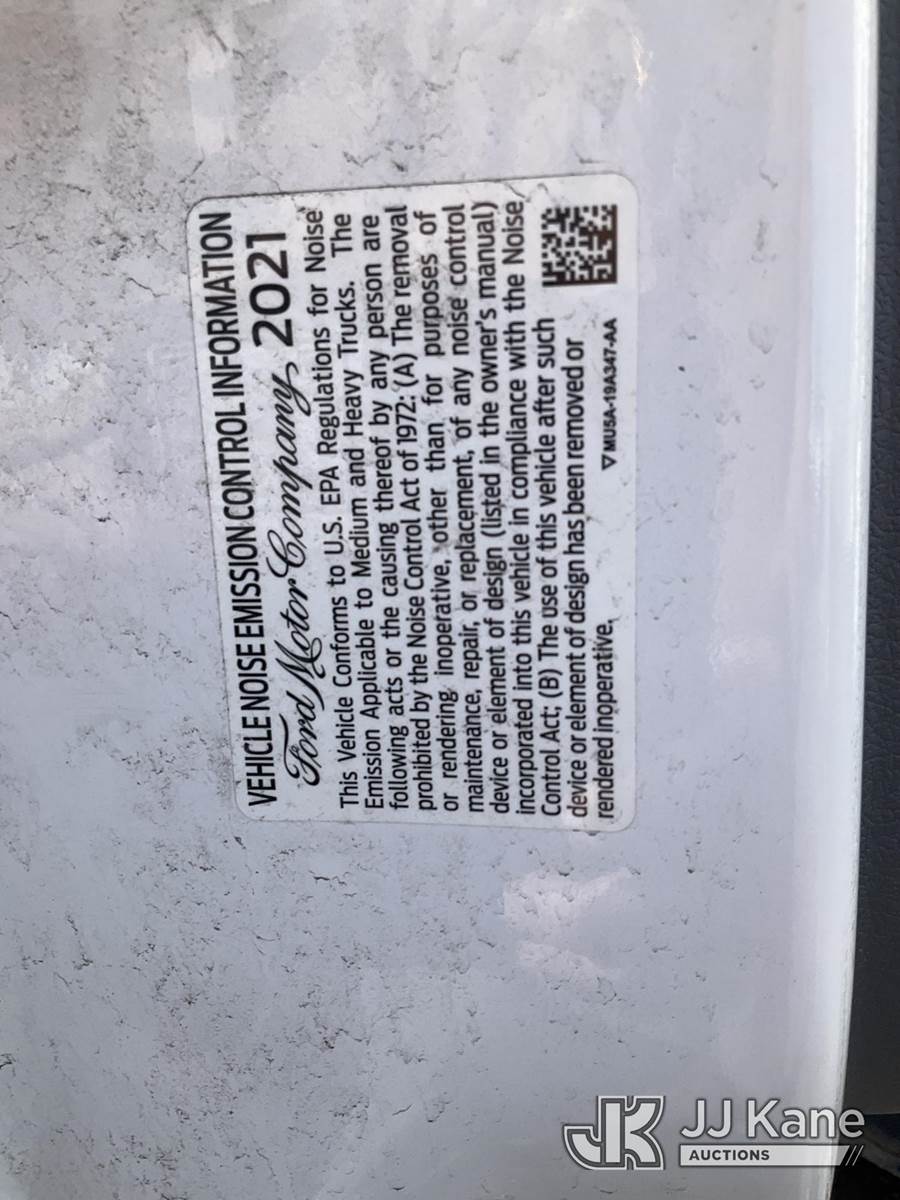 VEHICLE NOISE EMISSION CONTROL INFORMATION
Ford Motor Company 2021
This Vehicle Conforms to U.S. EPA Regulations for Noise
Emission Applicable to Medium and Heavy Trucks. The
following acts or the causing thereof by any person are
prohibited by the Noise Control Act of 1972: (A) The removal
or rendering inoperative, other than for purposes of
maintenance, repair, or replacement, of any noise control
device or element of design (listed in the owner's manual)
incorporated into this vehicle in compliance with the Noise
Control Act; (B) The use of this vehicle after such
device or element of design has been removed or
rendered inoperative.
MU5A-19A347-AA
JK JJ Kane
AUCTIONS